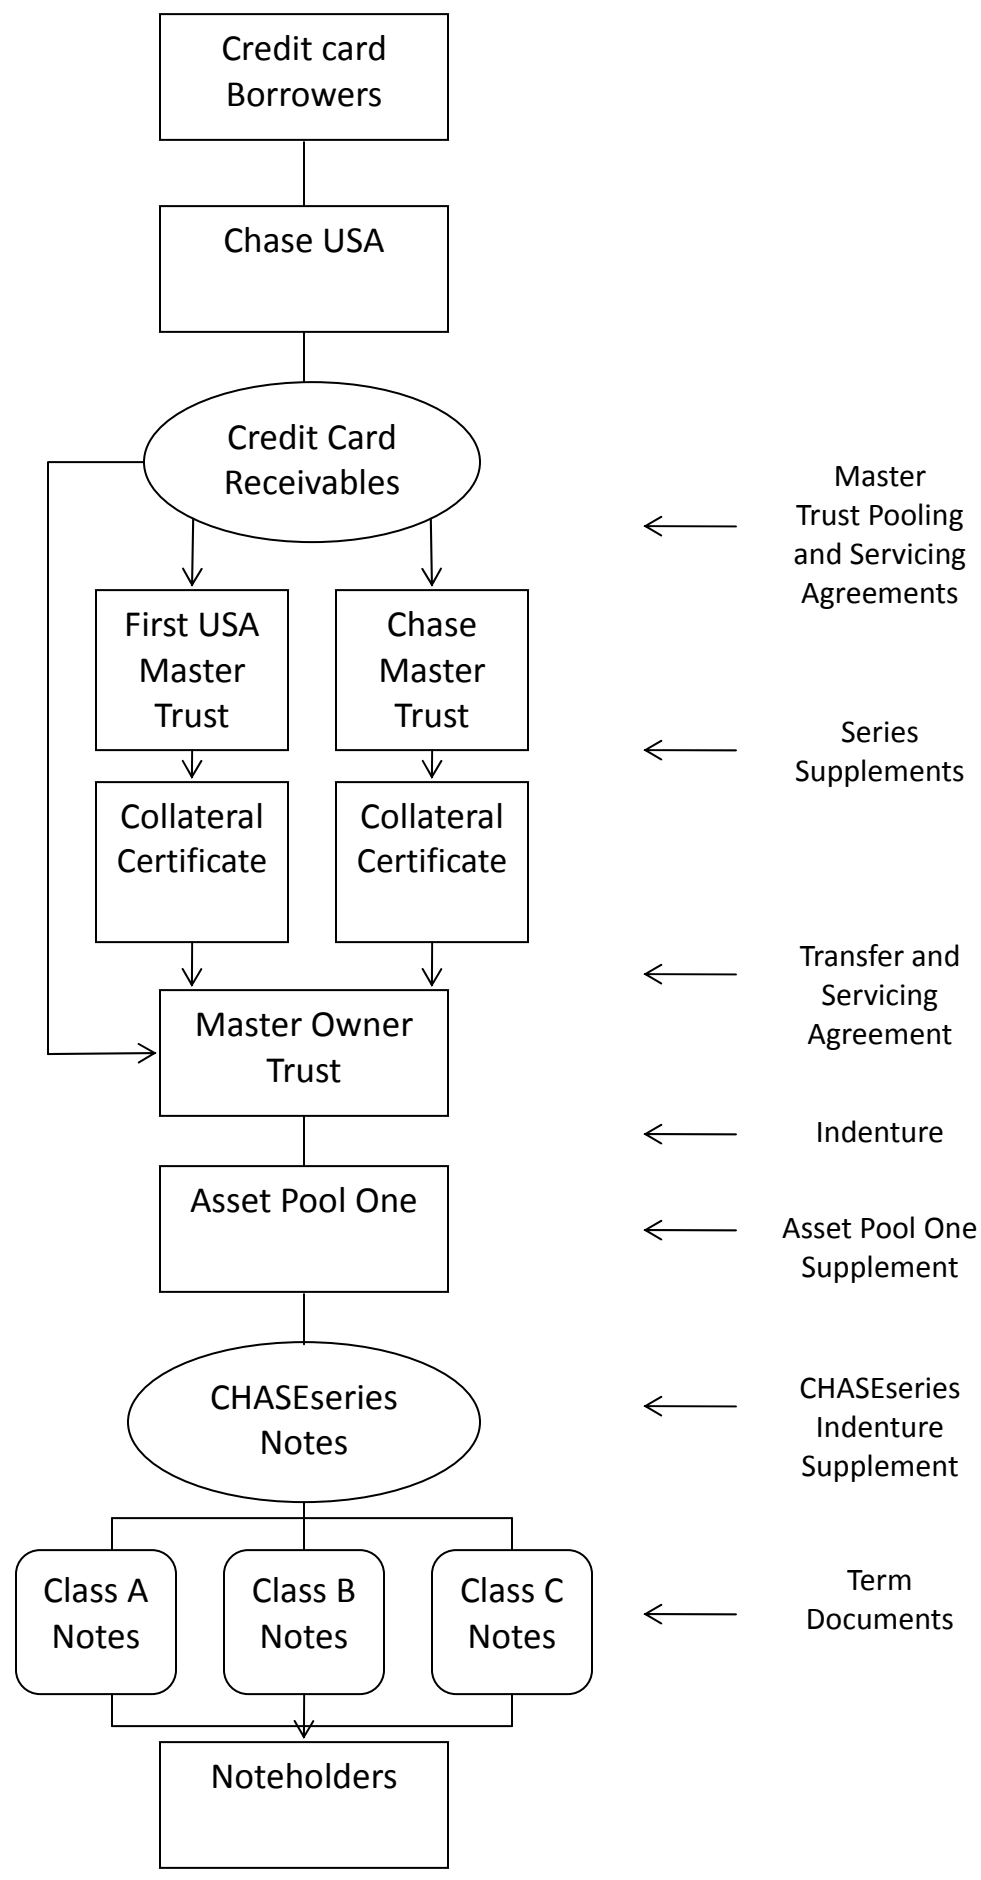 Credit card
Borrowers
Chase USA
Credit Card
Receivables
Master
Trust Pooling
and Servicing
Agreements
First USA
Master
Trust
Chase
Master
Trust
Series
Supplements
Collateral
Certificate
Collateral
Certificate
Transfer and
Servicing
Agreement
Master Owner
Trust
Indenture
Asset Pool One
Asset Pool One
Supplement
CHASEseries
Notes
CHASEseries
Indenture
Supplement
Class A
Notes
Class B
Notes
Class C
Notes
Term
Documents
Noteholders